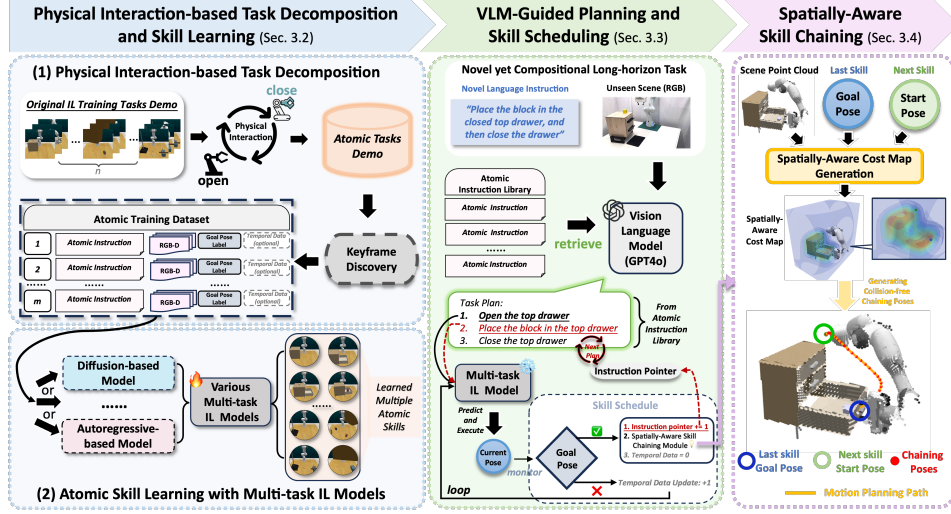 Physical Interaction-based Task Decomposition
and Skill Learning (Sec. 3.2)
VLM-Guided Planning and
Skill Scheduling (Sec. 3.3)
Spatially-Aware
Skill Chaining (Sec. 3.4)
(1) Physical Interaction-based Task Decomposition
Original IL Training Tasks Demo
n
close
Physical
Interaction
open
Atomic Tasks
Demo
Atomic Training Dataset
1
Atomic Instruction
RGB-D
Goal Pose
Label
Temporal Data
(optional)
2
Atomic Instruction
RGB-D
Goal Pose
Label
Temporal Data
(optional)
......
......
m
Atomic Instruction
RGB-D
Goal Pose
Label
Temporal Data
(optional)
Keyframe
Discovery
or
or
Diffusion-based
Model
......
Autoregressive-
based Model
Various
Multi-task
IL Models
......
Learned
Multiple
Atomic
Skills
(2) Atomic Skill Learning with Multi-task IL Models
Novel yet Compositional Long-horizon Task
Novel Language Instruction
Unseen Scene (RGB)
"Place the block in the
closed top drawer, and
then close the drawer"
Atomic
Instruction Library
Atomic Instruction
Atomic Instruction
......
Atomic Instruction
retrieve
Vision
Language
Model
(GPT4o)
Task Plan:
1. Open the top drawer
2. Place the block in the top drawer
3. Close the top drawer
From
Atomic
Instruction
Library
Next
Plan
Instruction Pointer
Multi-task
IL Model
Predict
and
Execute
Skill Schedule
Current
Pose
monitor
Goal
Pose
1. Instruction pointer + 1
2. Spatially-Aware Skill
Chaining Module
3. Temporal Data = 0
Temporal Data Update: +1
loop
Scene Point Cloud
Last Skill
Next Skill
Goal
Pose
Start
Pose
Spatially-Aware Cost Map
Generation
Spatially-
Aware
Cost Map
Generating
Collision-Free
Chaining Poses
Last skill
Goal Pose
Next skill
Start Pose
Chaining
Poses
Motion Planning Path